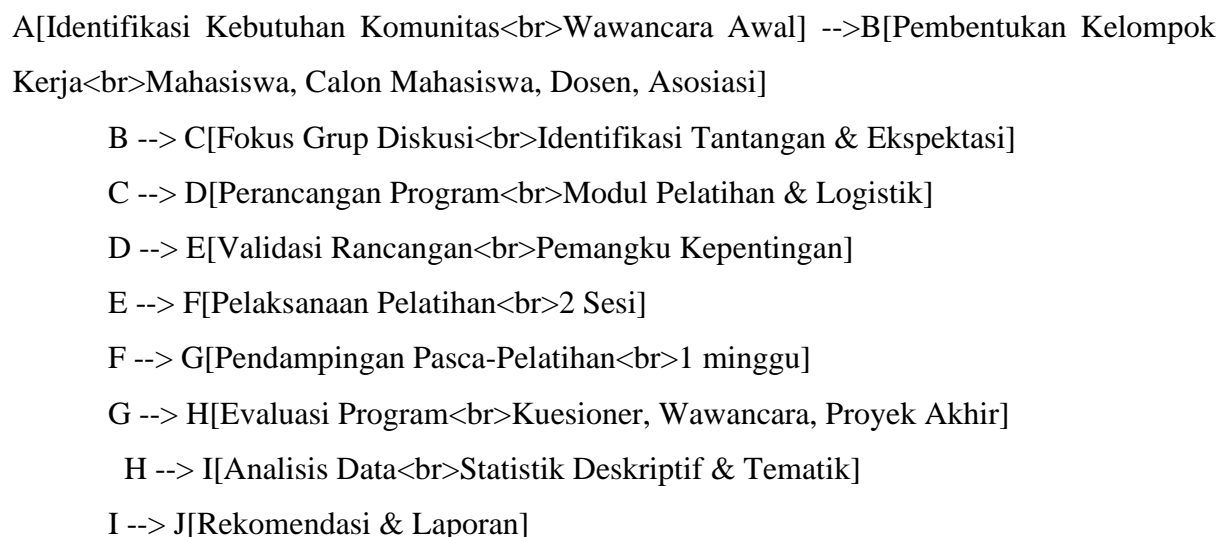 A[Identifikasi Kebutuhan Komunitas<br>Wawancara Awal] -->B[Pembentukan Kelompok
Kerja<br>Mahasiswa, Calon Mahasiswa, Dosen, Asosiasi]
B --> C[Fokus Grup Diskusi<br>Identifikasi Tantangan & Ekspektasi]
C --> D[Perancangan Program<br>Modul Pelatihan & Logistik]
D --> E[Validasi Rancangan<br>Pemangku Kepentingan]
E --> F[Pelaksanaan Pelatihan<br>2 Sesi]
F --> G[Pendampingan Pasca-Pelatihan<br>1 minggu]
G --> H[Evaluasi Program<br>Kuesioner, Wawancara, Proyek Akhir]
H --> I[Analisis Data<br>Statistik Deskriptif & Tematik]
I --> J[Rekomendasi & Laporan]